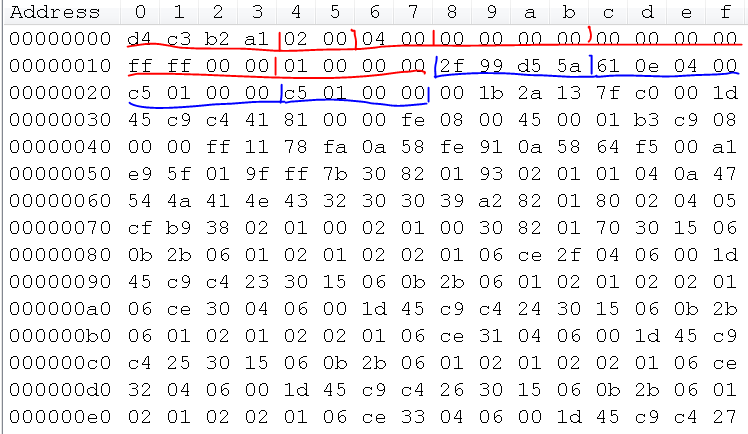 Address 0 1 2 3 4 5 6 7 8 9 a b c d e f
00000000 d4 c3 b2 a1 02 00 04 00 00 00 00 00 00 00 00 00
00000010 ff ff 00 00 01 00 00 00 2f 99 d5 5a 61 0e 04 00
00000020 c5 01 00 00 c5 01 00 00 00 1b 2a 13 7f c0 00 1d
00000030 45 c9 c4 41 81 00 00 fe 08 00 45 00 01 b3 c9 08
00000040 00 00 ff 11 78 fa 0a 58 fe 91 0a 58 64 f5 00 a1
00000050 e9 5f 01 9f ff 7b 30 82 01 93 02 01 01 04 0a 47
00000060 54 4a 41 4e 43 32 30 30 39 a2 82 01 80 02 04 05
00000070 cf b9 38 02 01 00 02 01 00 30 82 01 70 30 15 06
00000080 0b 2b 06 01 02 01 02 02 01 06 ce 2f 04 06 00 1d
00000090 45 c9 c4 23 30 15 06 0b 2b 06 01 02 01 02 02 01
000000a0 06 ce 30 04 06 00 1d 45 c9 c4 24 30 15 06 0b 2b
000000b0 06 01 02 01 02 02 01 06 ce 31 04 06 00 1d 45 c9
000000c0 c4 25 30 15 06 0b 2b 06 01 02 01 02 02 01 06 ce
000000d0 32 04 06 00 1d 45 c9 c4 26 30 15 06 0b 2b 06 01
000000e0 02 01 02 02 01 06 ce 33 04 06 00 1d 45 c9 c4 27